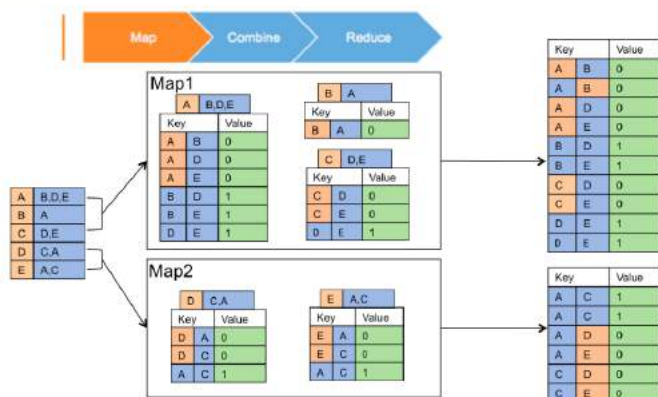 Map Combine Reduce
Map1
A B,D,E
Key Value
A B 0
A D 0
A E 0
B D 1
B E 1
D E 1
B A
Key Value
B A 0
C D,E
Key Value
C D 0
C E 0
D E 1
A B,D,E
B A
C D,E
D C,A
E A,C
Map2
D C,A
Key Value
D A 0
D C 0
A C 1
E A,C
Key Value
E A 0
E C 0
A C 1
Key Value
A B 0
A B 0
A D 0
A E 0
B D 1
B E 1
C D 0
C E 0
D E 1
D E 1
Key Value
A C 1
A C 1
A D 0
A E 0
C D 0
C E 0